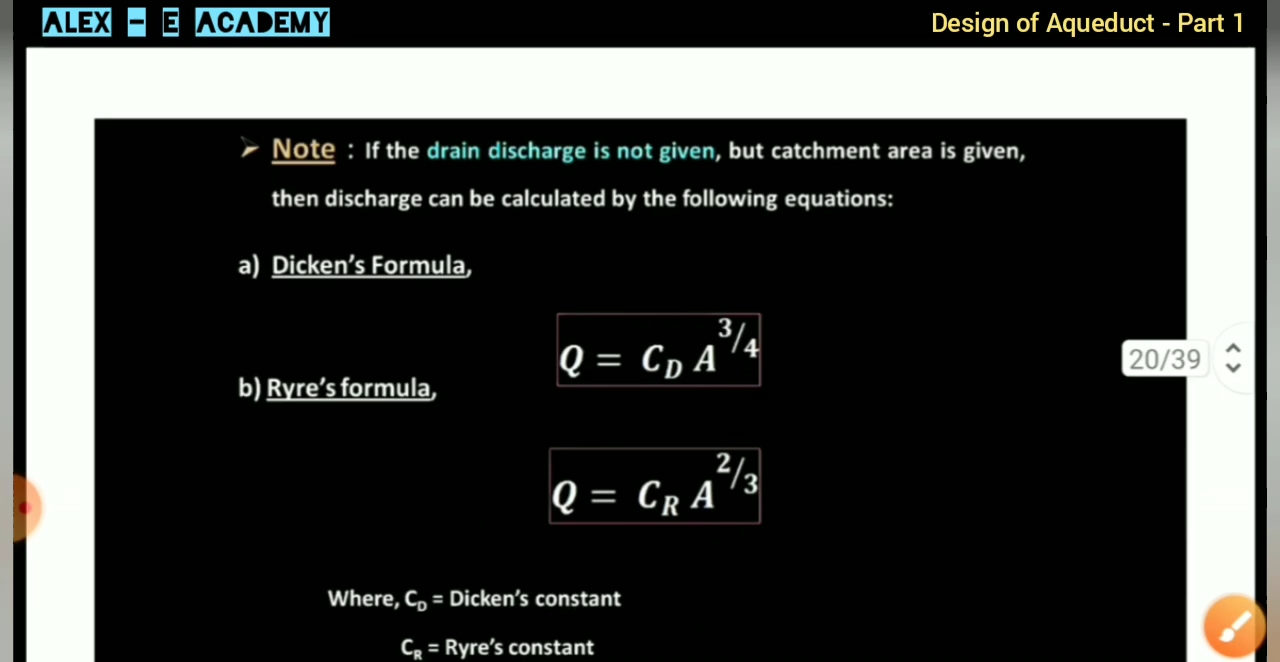 ALEX - E ACADEMY
Design of Aqueduct - Part 1
➢ Note : If the drain discharge is not given, but catchment area is given,
then discharge can be calculated by the following equations:
a) Dicken's Formula,
Q = C_D A^{3/4}
20/39
b) Ryre's formula,
Q = C_R A^{2/3}
Where, C_D = Dicken's constant
C_R = Ryre's constant